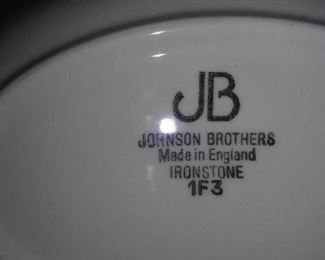 JB
JOHNSON BROTHERS
Made in England
IRONSTONE
1F3